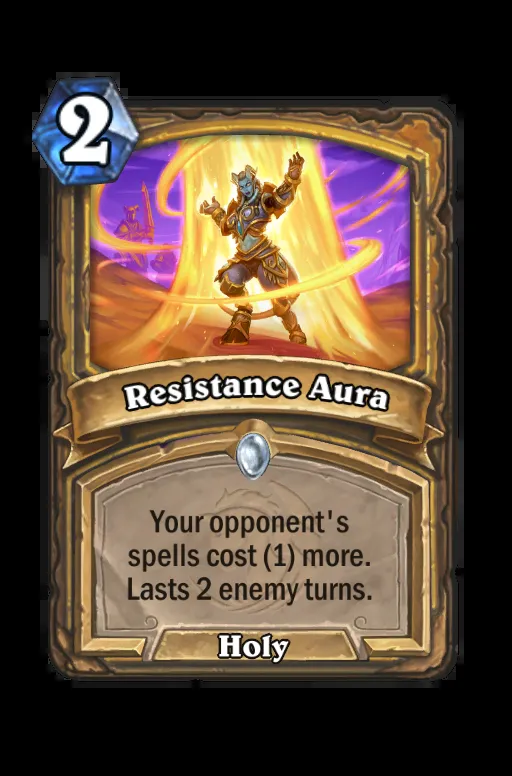 2
Resistance Aura
Your opponent's
spells cost (1) more.
Lasts 2 enemy turns.
Holy